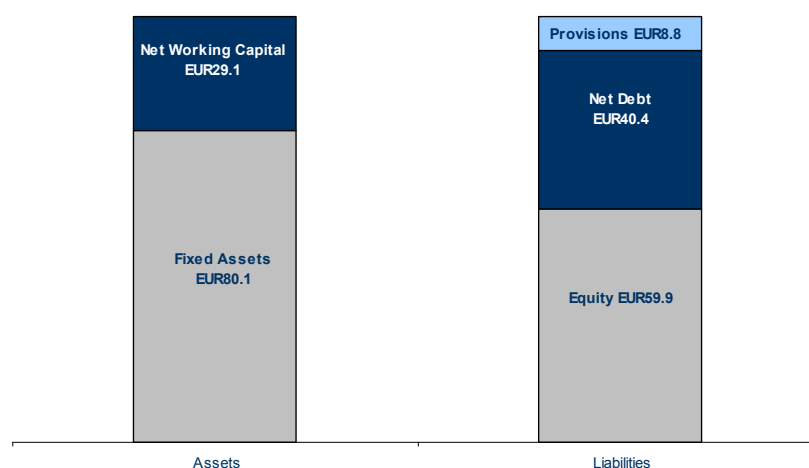 Net Working Capital
EUR29.1
Fixed Assets
EUR80.1
Provisions EUR8.8
Net Debt
EUR40.4
Equity EUR59.9
Assets
Liabilities